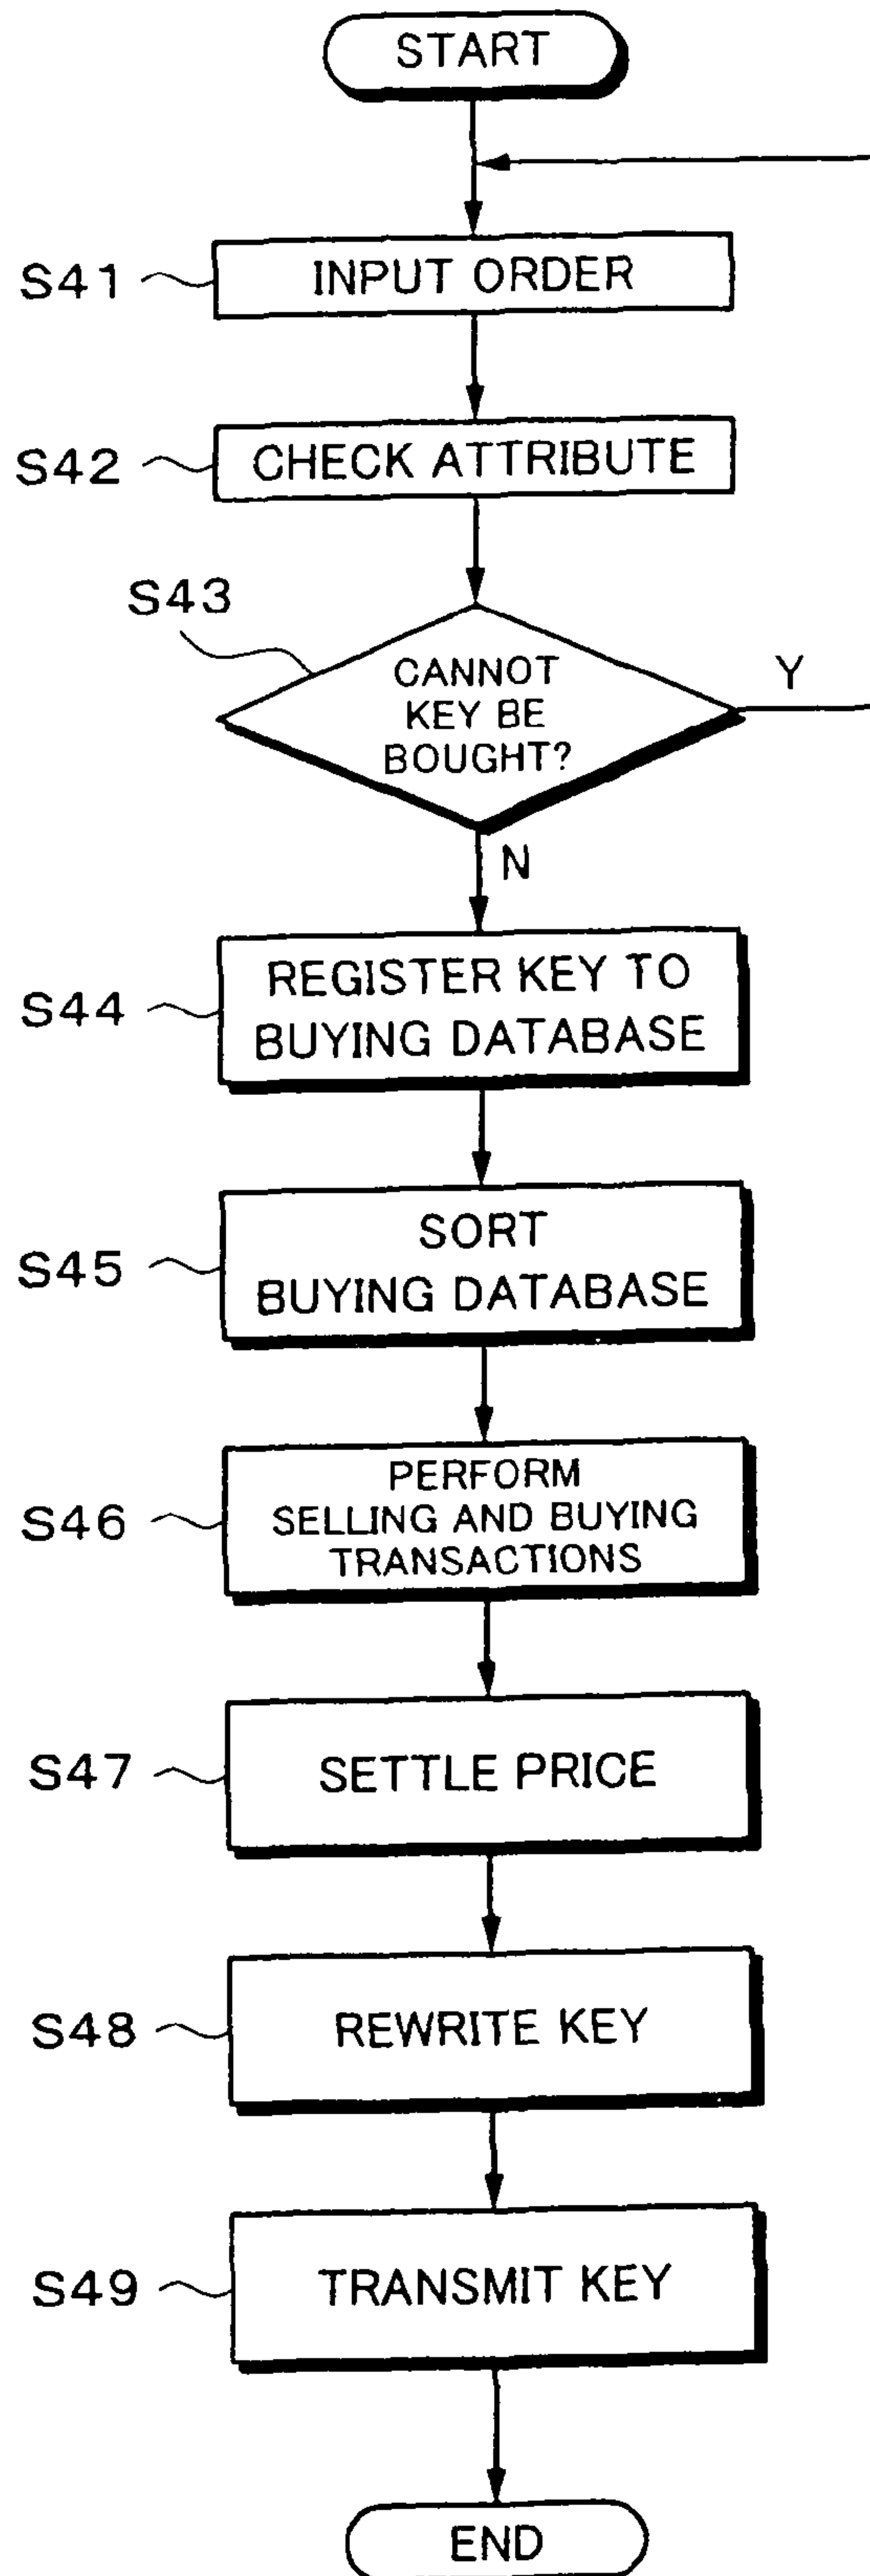 START
S41
INPUT ORDER
S42
CHECK ATTRIBUTE
S43
CANNOT
KEY BE
BOUGHT?
Y
N
S44
REGISTER KEY TO
BUYING DATABASE
S45
SORT
BUYING DATABASE
S46
PERFORM
SELLING AND BUYING
TRANSACTIONS
S47
SETTLE PRICE
S48
REWRITE KEY
S49
TRANSMIT KEY
END